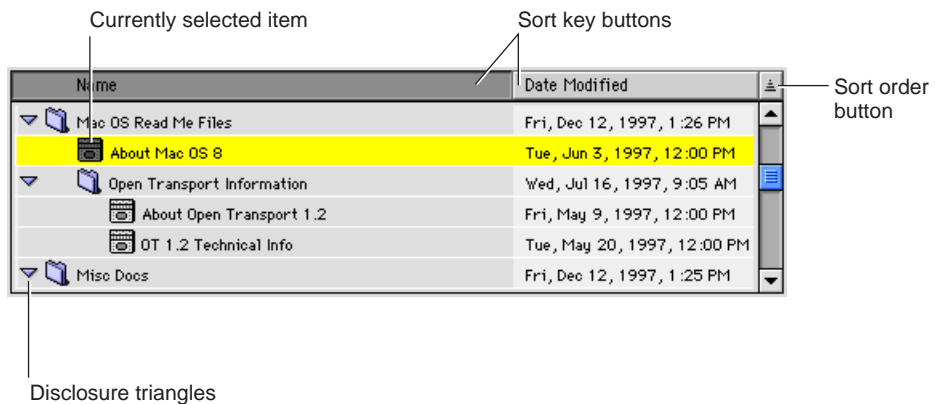 Currently selected item
Sort key buttons
Name
Date Modified
Sort order
button
Mac OS Read Me Files
Fri, Dec 12, 1997, 1:26 PM
About Mac OS 8
Tue, Jun 3, 1997, 12:00 PM
Open Transport Information
Wed, Jul 16, 1997, 9:05 AM
About Open Transport 1.2
Fri, May 9, 1997, 12:00 PM
OT 1.2 Technical Info
Tue, May 20, 1997, 12:00 PM
Misc Docs
Fri, Dec 12, 1997, 1:25 PM
Disclosure triangles